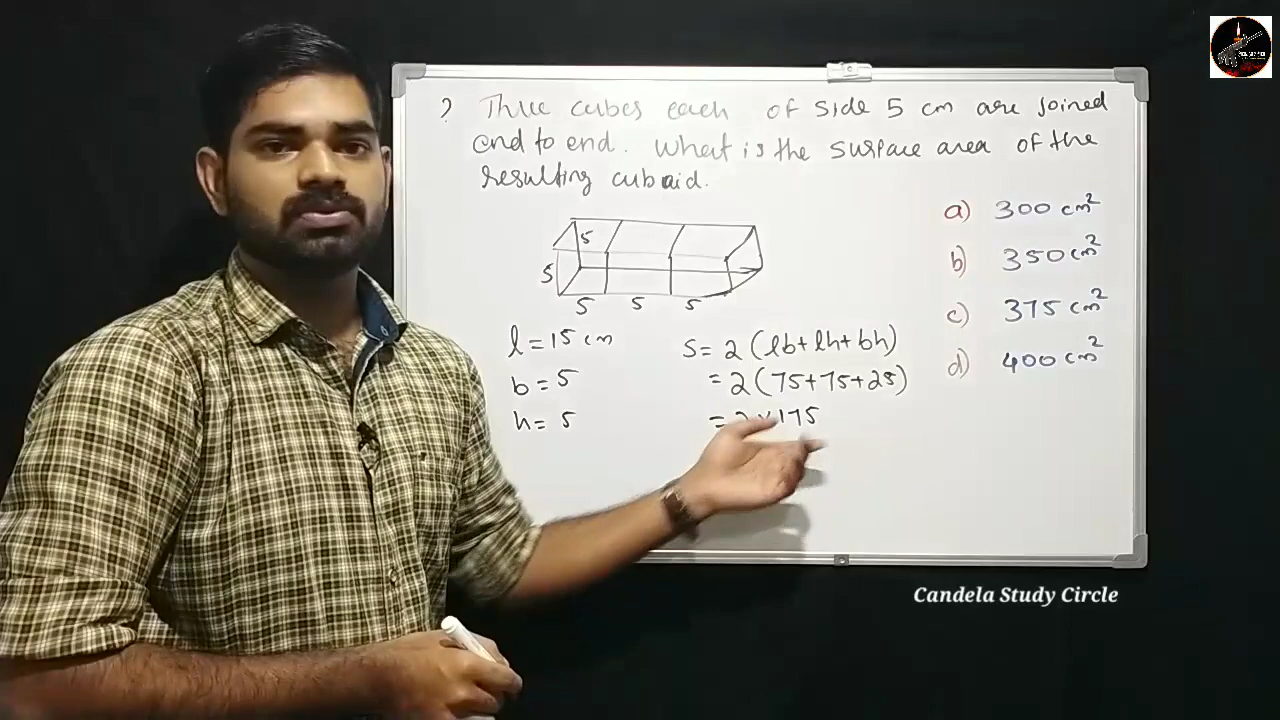 ? Three cubes each of side 5 cm are joined
end to end. What is the surface area of the
resulting cuboid.
a) 300 cm²
b) 350 cm²
c) 375 cm²
d) 400 cm²
5
5
5 5 5
l = 15 cm
b = 5
h = 5
S = 2 (lb + lh + bh)
= 2 (75+75+25)
= 2 × 175
Candela Study Circle